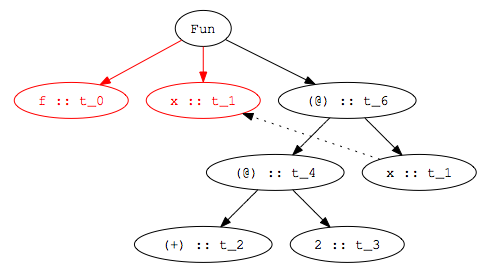 Fun
f :: t_0
x :: t_1
(@) :: t_6
(@) :: t_4
x :: t_1
(+) :: t_2
2 :: t_3